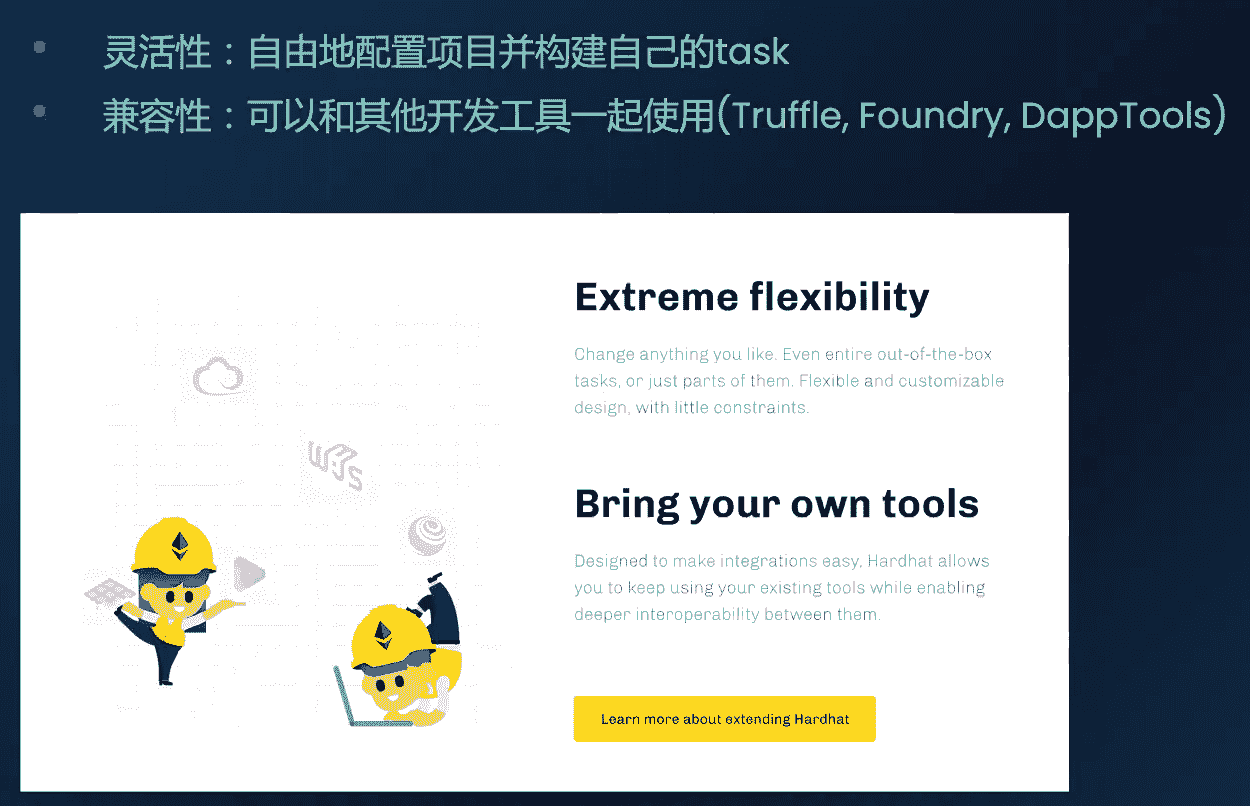 灵活性：自由地配置项目并构建自己的task
兼容性：可以和其他开发工具一起使用(Truffle, Foundry, DappTools)
Extreme flexibility
Change anything you like. Even entire out-of-the-box
tasks, or just parts of them. Flexible and customizable
design, with little constraints.
Bring your own tools
Designed to make integrations easy, Hardhat allows
you to keep using your existing tools while enabling
deeper interoperability between them.
Learn more about extending Hardhat